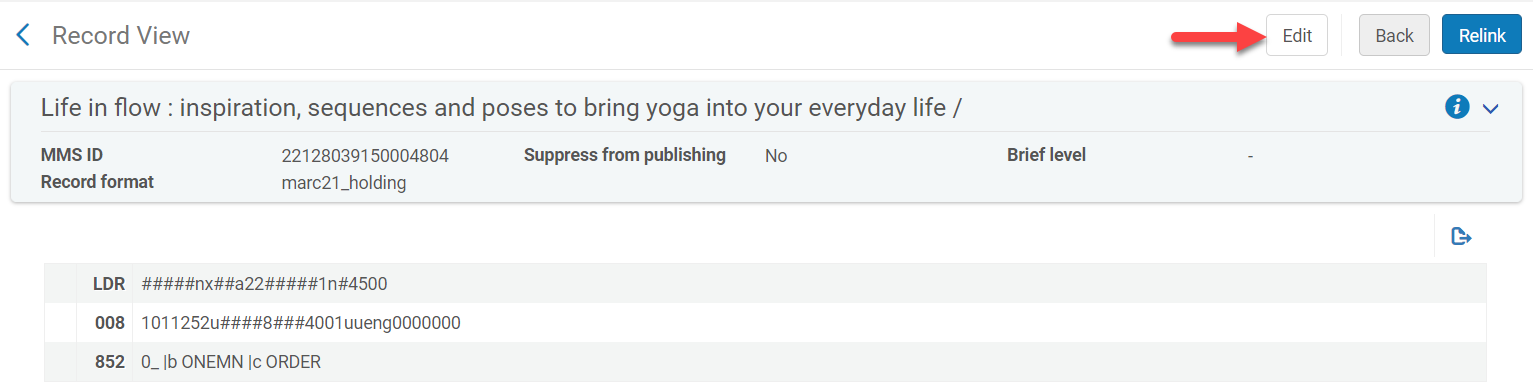 Record View Edit Back Relink
Life in flow : inspiration, sequences and poses to bring yoga into your everyday life /
MMS ID 22128039150004804 Suppress from publishing No Brief level -
Record format marc21_holding
LDR #####nx##a22#####1n#4500
008 1011252u####8###4001uueng0000000
852 0_ |b ONEMN |c ORDER